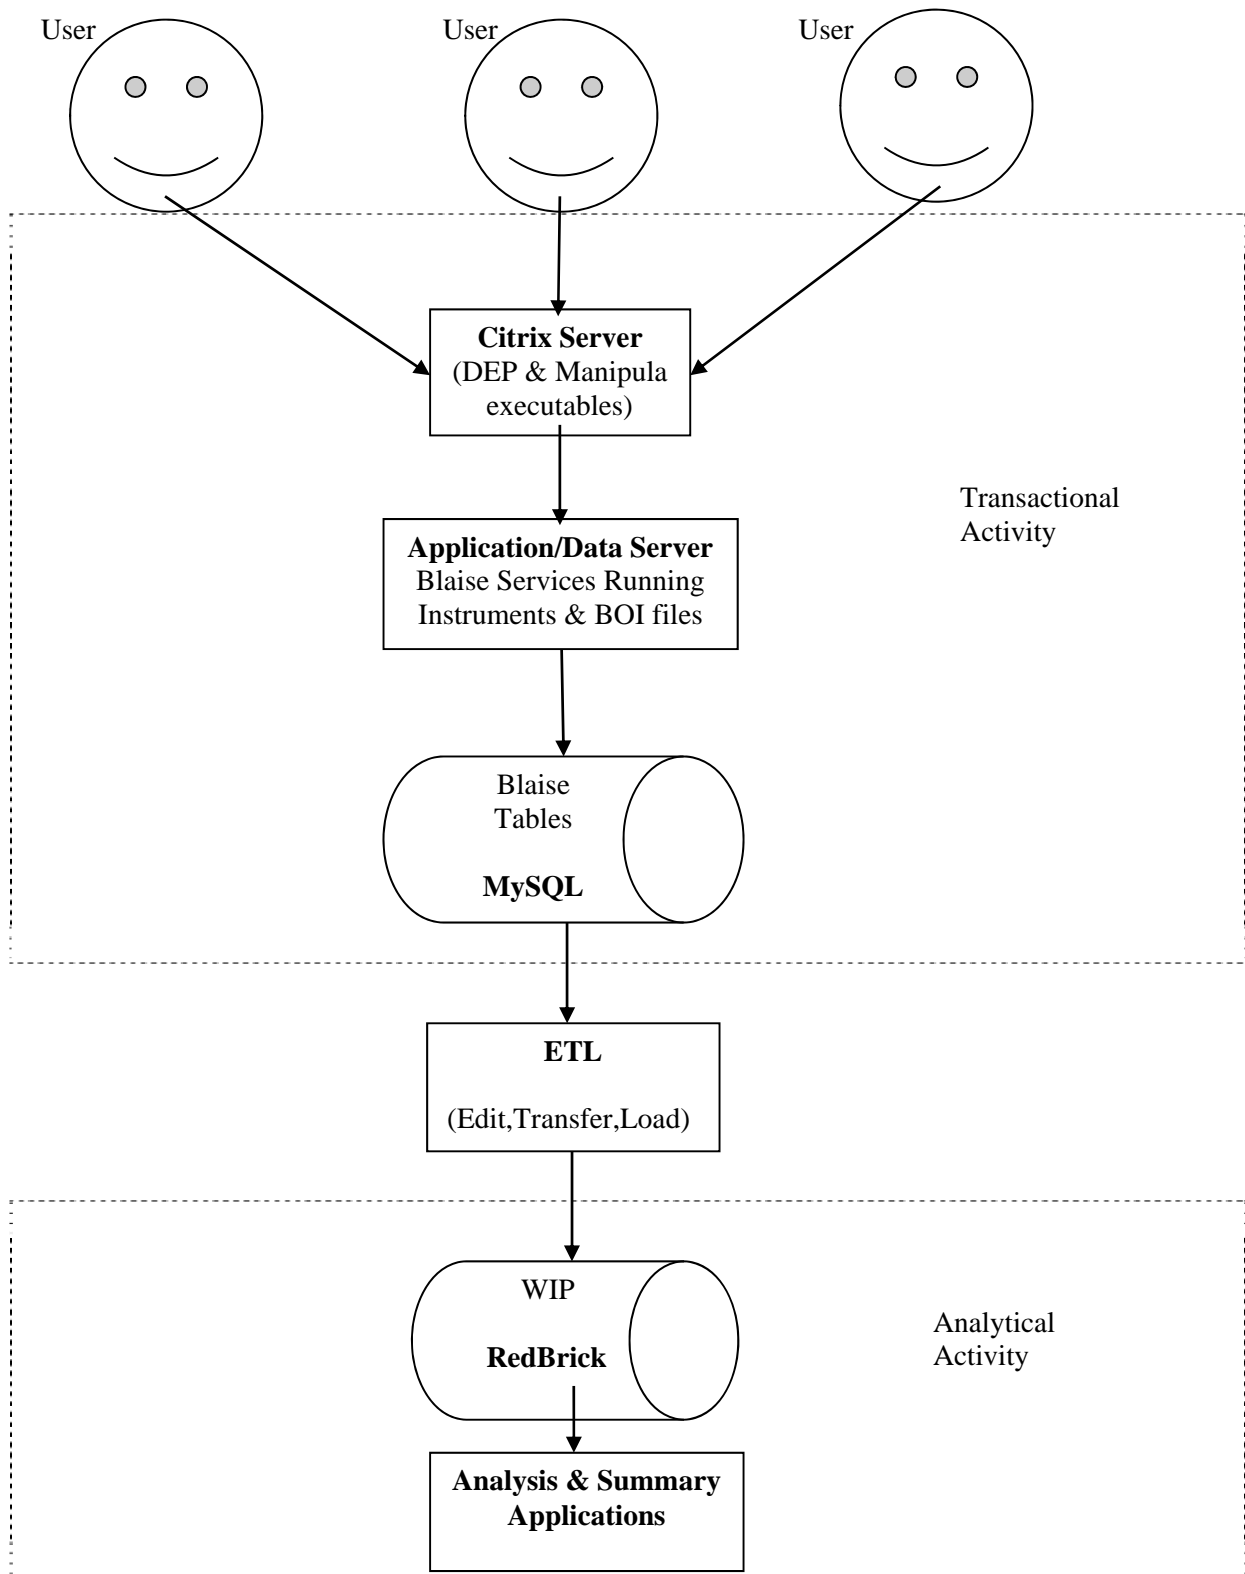 User
User
User
Citrix Server
(DEP & Manipula
executables)
Transactional
Activity
Application/Data Server
Blaise Services Running
Instruments & BOI files
Blaise
Tables
MySQL
ETL
(Edit,Transfer,Load)
WIP
RedBrick
Analytical
Activity
Analysis & Summary
Applications